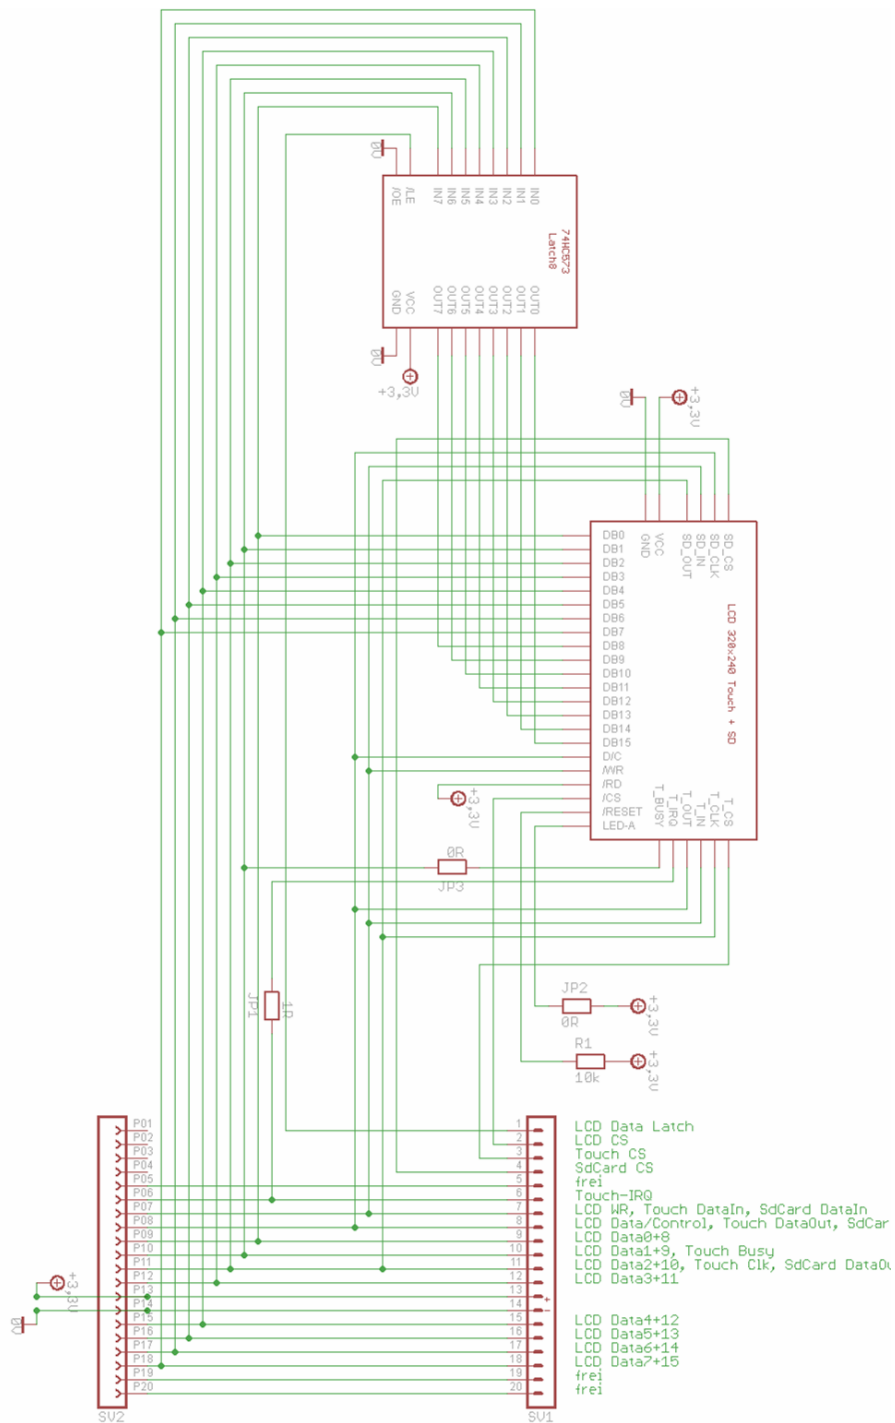 0V
/OE
/LE
IN7
IN6
IN5
IN4
IN3
IN2
IN1
IN0
74HC573
Latch8
GND
VCC
OUT7
OUT6
OUT5
OUT4
OUT3
OUT2
OUT1
OUT0
0V
+3,3V
0V
+3,3V
GND
VCC
SD_OUT
SD_IN
SD_CLK
SD_CS
DB0
DB1
DB2
DB3
DB4
DB5
DB6
DB7
DB8
DB9
DB10
DB11
DB12
DB13
DB14
DB15
D/C
/WR
/RD
/CS
/RESET
LED-A
LCD 320x240 Touch + SD
T_BUSY
T_IRQ
T_OUT
T_IN
T_CLK
T_CS
+3,3V
0R
JP3
JP1
1R
JP2
0R
+3,3V
R1
10k
+3,3V
P01
P02
P03
P04
P05
P06
P07
P08
P09
P10
P11
P12
P13
P14
P15
P16
P17
P18
P19
P20
SV2
+3,3V
0V
1
2
3
4
5
6
7
8
9
10
11
12
13
14
15
16
17
18
19
20
+
-
SV1
LCD Data Latch
LCD CS
Touch CS
SdCard CS
frei
Touch-IRQ
LCD WR, Touch DataIn, SdCard DataIn
LCD Data/Control, Touch DataOut, SdCar
LCD Data0+8
LCD Data1+9, Touch Busy
LCD Data2+10, Touch Clk, SdCard DataOu
LCD Data3+11
LCD Data4+12
LCD Data5+13
LCD Data6+14
LCD Data7+15
frei
frei